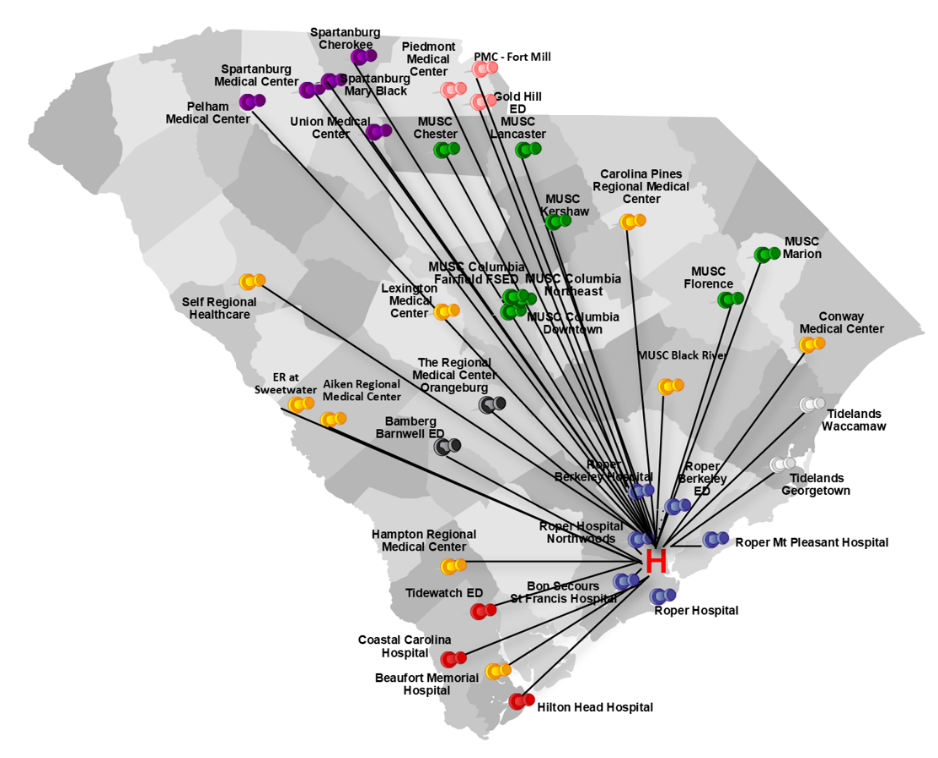 Spartanburg
Cherokee
Piedmont
Medical
Center
PMC - Fort Mill
Spartanburg
Medical Center
Spartanburg
Mary Black
Gold Hill
ED
Pelham
Medical Center
Union Medical
Center
MUSC
Chester
MUSC
Lancaster
Carolina Pines
Regional Medical
Center
MUSC
Kershaw
MUSC
Marion
MUSC Columbia
Fairfield FSED
MUSC Columbia
Northeast
MUSC
Florence
Self Regional
Healthcare
Lexington
Medical
Center
MUSC Columbia
Downtown
Conway
Medical Center
MUSC Black River
The Regional
Medical Center
Orangeburg
ER at
Sweetwater
Aiken Regional
Medical Center
Bamberg
Barnwell ED
Tidelands
Waccamaw
Roper
Berkeley Hospital
Roper
Berkeley
ED
Tidelands
Georgetown
Hampton Regional
Medical Center
Roper Hospital
Northwoods
Roper Mt Pleasant Hospital
H
Tidewatch ED
Bon Secours
St Francis Hospital
Roper Hospital
Coastal Carolina
Hospital
Beaufort Memorial
Hospital
Hilton Head Hospital